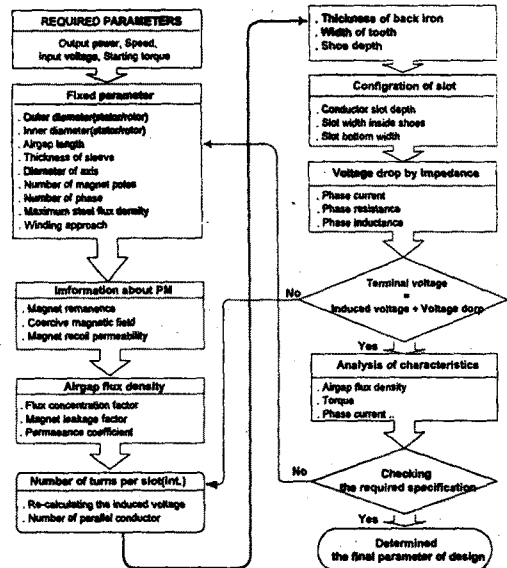 REQUIRED PARAMETERS
Output power, Speed,
Input voltage, Starting torque
Fixed parameter
. Outer diameter(stator/rotor)
. Inner diameter(stator/rotor)
. Airgap length
. Thickness of sleeve
. Diameter of axis
. Number of magnet poles
. Number of phase
. Maximum steel flux density
. Winding approach
Imformation about PM
. Magnet remanence
. Coercive magnetic field
. Magnet recoil permeability
Airgap flux density
. Flux concentration factor
. Magnet leakage factor
. Permeance coefficient
Number of turns per slot(int.)
. Re-calculating the induced voltage
. Number of parallel conductor
. Thickness of back iron
. Width of tooth
. Shoe depth
Configration of slot
. Conductor slot depth
. Slot width inside shoes
. Slot bottom width
Voltage drop by impedance
. Phase current
. Phase resistance
. Phase inductance
No
Terminal voltage
=
Induced voltage + Voltage dorp
Yes
Analysis of characteristics
. Airgap flux density
. Torque
. Phase current ..
No
Checking
the required specification
Yes
Determined
the final parameter of design